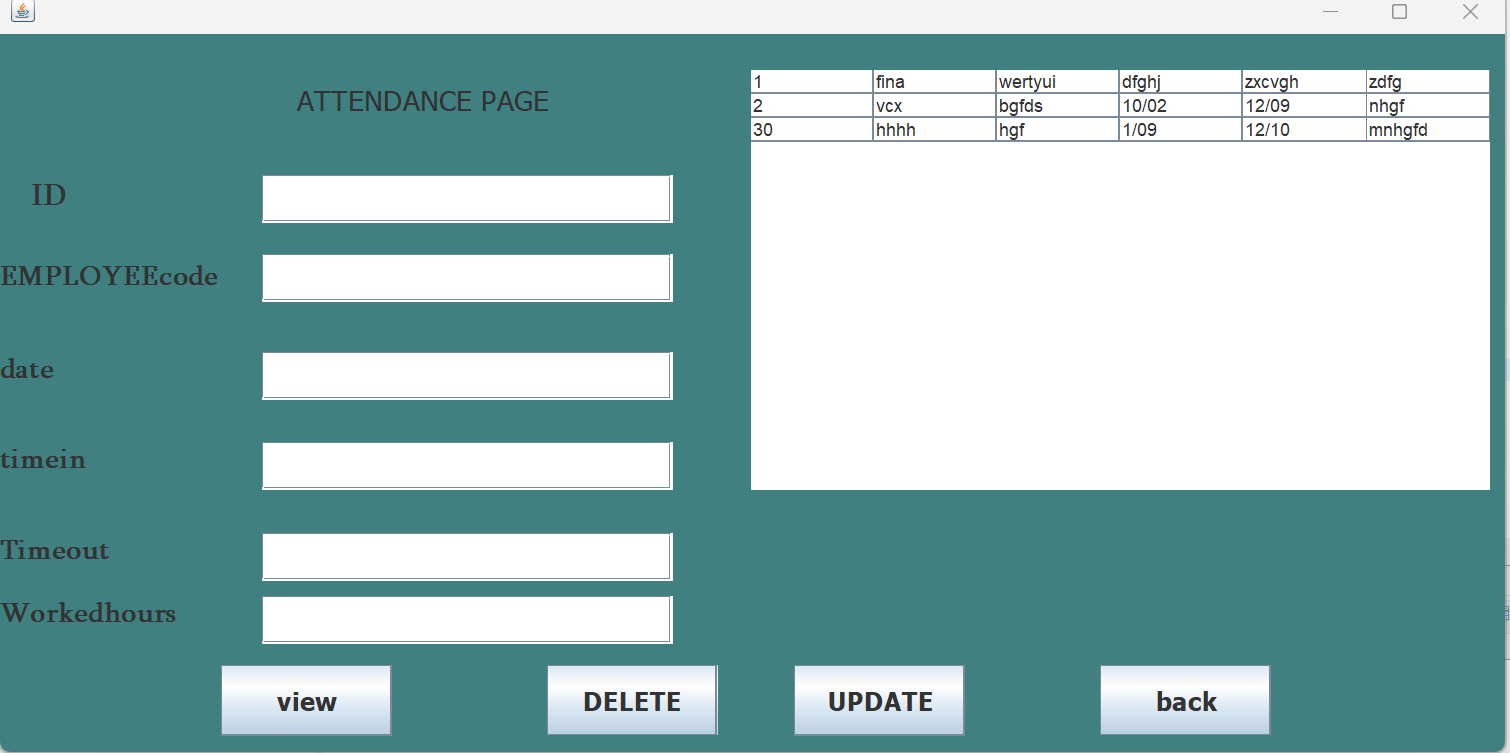 ATTENDANCE PAGE
ID
EMPLOYEEcode
date
timein
Timeout
Workedhours
1 fina wertyui dfghj zxcvgh zdfg
2 vcx bgfds 10/02 12/09 nhgf
30 hhhh hgf 1/09 12/10 mnhgfd
view DELETE UPDATE back